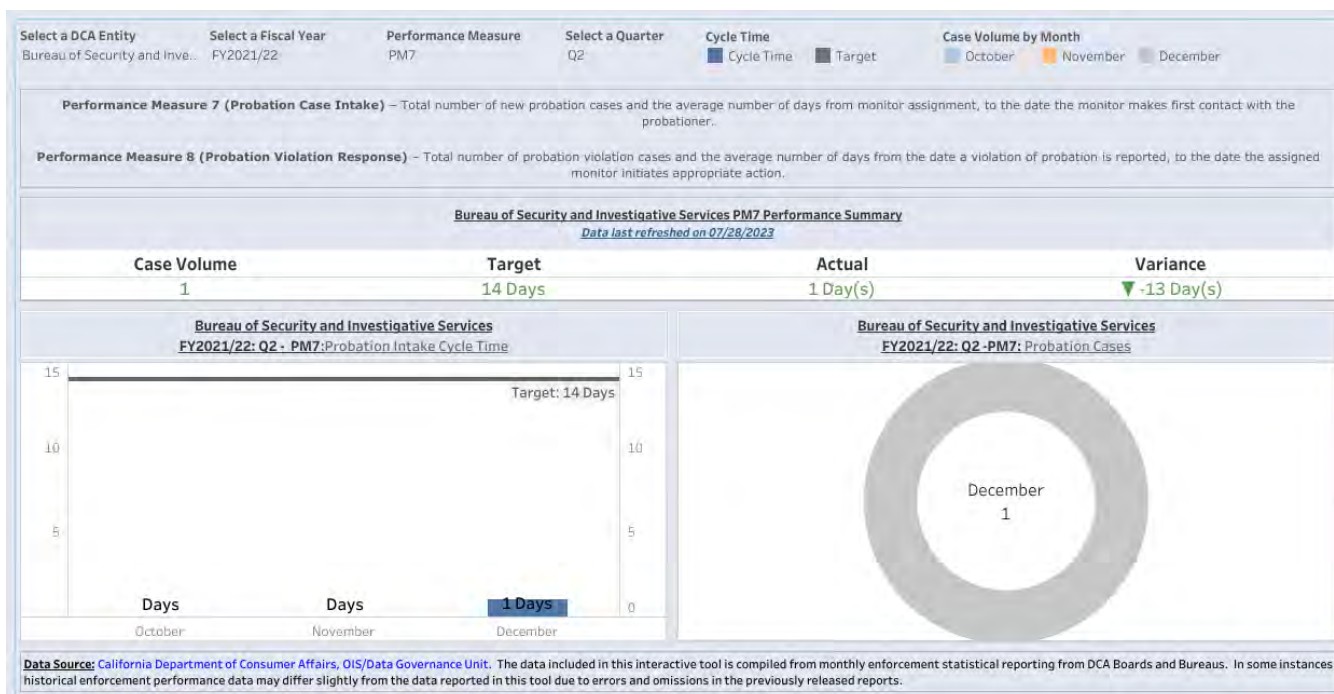 Select a DCA Entity Select a Fiscal Year Performance Measure Select a Quarter Cycle Time Case Volume by Month
Bureau of Security and Inve.. FY2021/22 PM7 Q2 Cycle Time Target October November December
Performance Measure 7 (Probation Case Intake) – Total number of new probation cases and the average number of days from monitor assignment, to the date the monitor makes first contact with the
probationer..
Performance Measure 8 (Probation Violation Response) – Total number of probation violation cases and the average number of days from the date a violation of probation is reported, to the date the assigned
monitor initiates appropriate action.
Bureau of Security and Investigative Services PM7 Performance Summary
Data last refreshed on 07/28/2023
Case Volume Target Actual Variance
1 14 Days 1 Day(s) ▼ -13 Day(s)
Bureau of Security and Investigative Services
FY2021/22: Q2 - PM7:Probation Intake Cycle Time
15 15
Target: 14 Days
10 10
5 5
Days Days 1 Days 0
October November December
Bureau of Security and Investigative Services
FY2021/22: Q2 -PM7: Probation Cases
December
1
Data Source: California Department of Consumer Affairs, OIS/Data Governance Unit. The data included in this interactive tool is compiled from monthly enforcement statistical reporting from DCA Boards and Bureaus. In some instances
historical enforcement performance data may differ slightly from the data reported in this tool due to errors and omissions in the previously released reports.